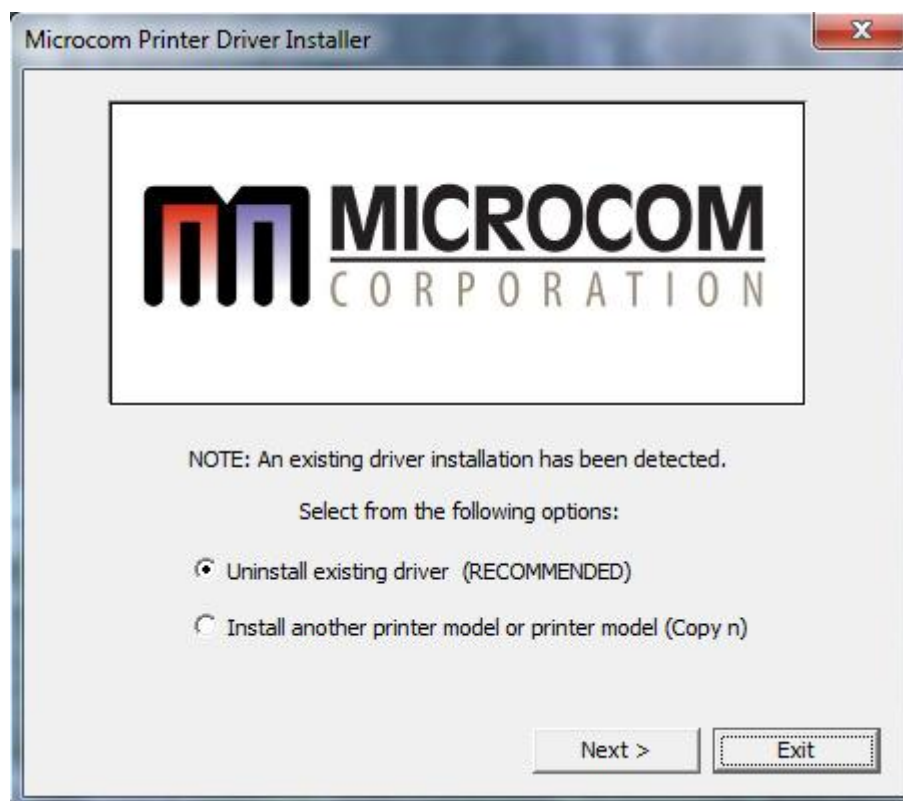 Microcom Printer Driver Installer
MICROCOM
CORPORATION
NOTE: An existing driver installation has been detected.
Select from the following options:
Uninstall existing driver (RECOMMENDED)
Install another printer model or printer model (Copy n)
Next > Exit